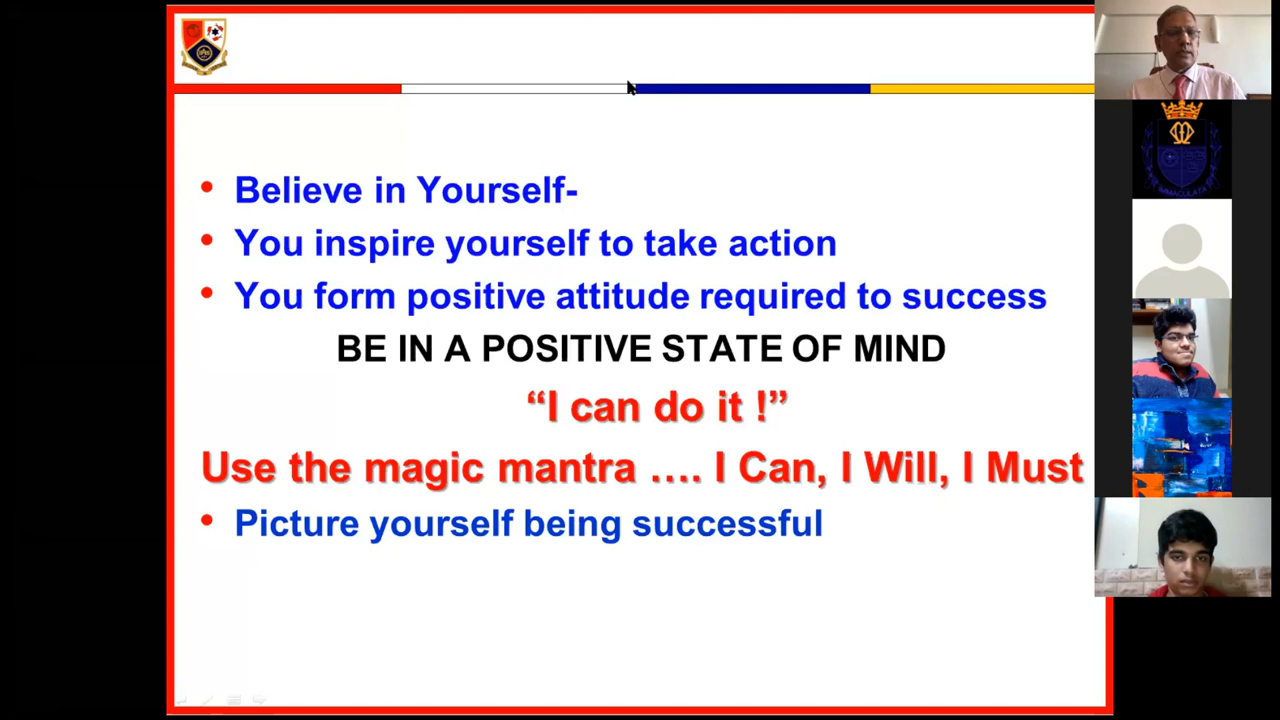 Believe in Yourself-
You inspire yourself to take action
You form positive attitude required to success
BE IN A POSITIVE STATE OF MIND
“I can do it !”
Use the magic mantra .... I Can, I Will, I Must
Picture yourself being successful
IMMACULATA